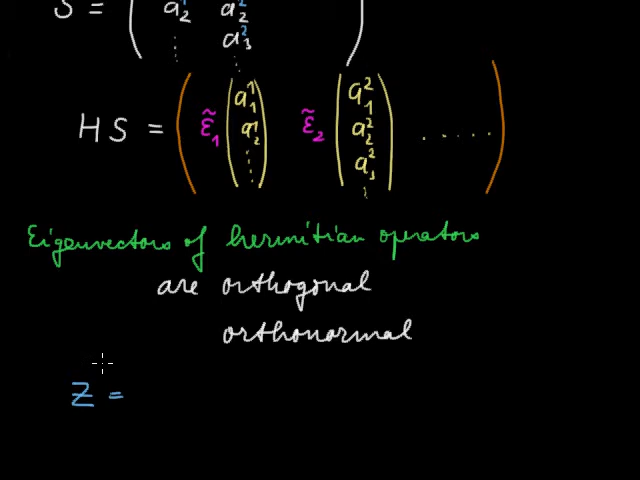 S = ( a₂¹ a₂²
⋮ a₃²
⋮ )
HS = ( ε̃₁ ( a₁¹ a₂¹ ⋮ ) ε̃₂ ( a₁² a₂² a₃² ⋮ ) ..... )
Eigenvectors of hermitian operators
are orthogonal
orthonormal
Z =